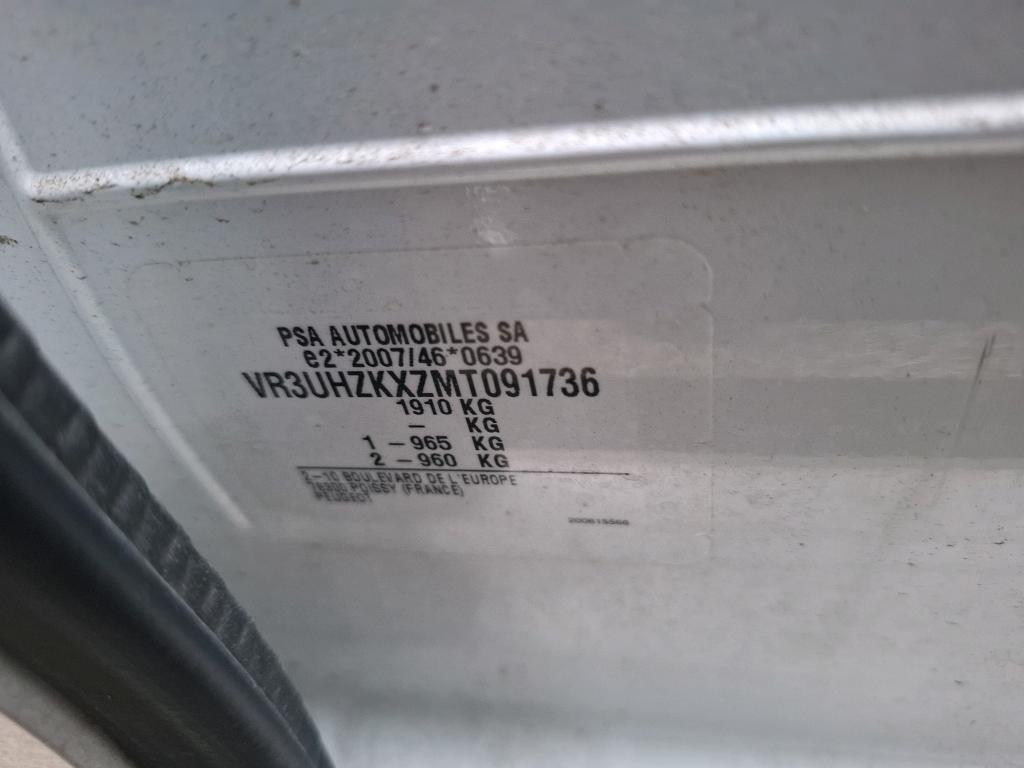 PSA AUTOMOBILES SA
e2*2007/46*0639
VR3UHZKXZMT091736
1910 KG
– KG
1 – 965 KG
2 – 960 KG
2–10 BOULEVARD DE L'EUROPE
POISSY (FRANCE)
PEUGEOT
200615566